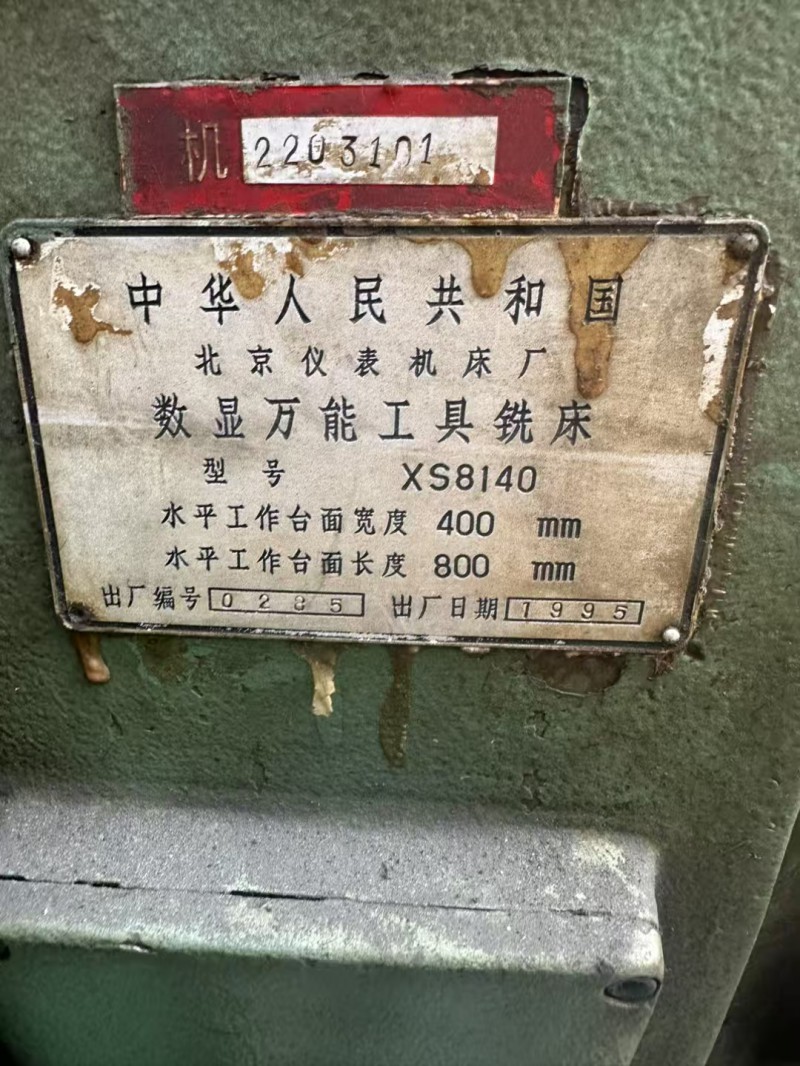 机 2203101
中华人民共和国
北京仪表机床厂
数显万能工具铣床
型号 XS8140
水平工作台面宽度 400 mm
水平工作台面长度 800 mm
出厂编号 0285 出厂日期 1995